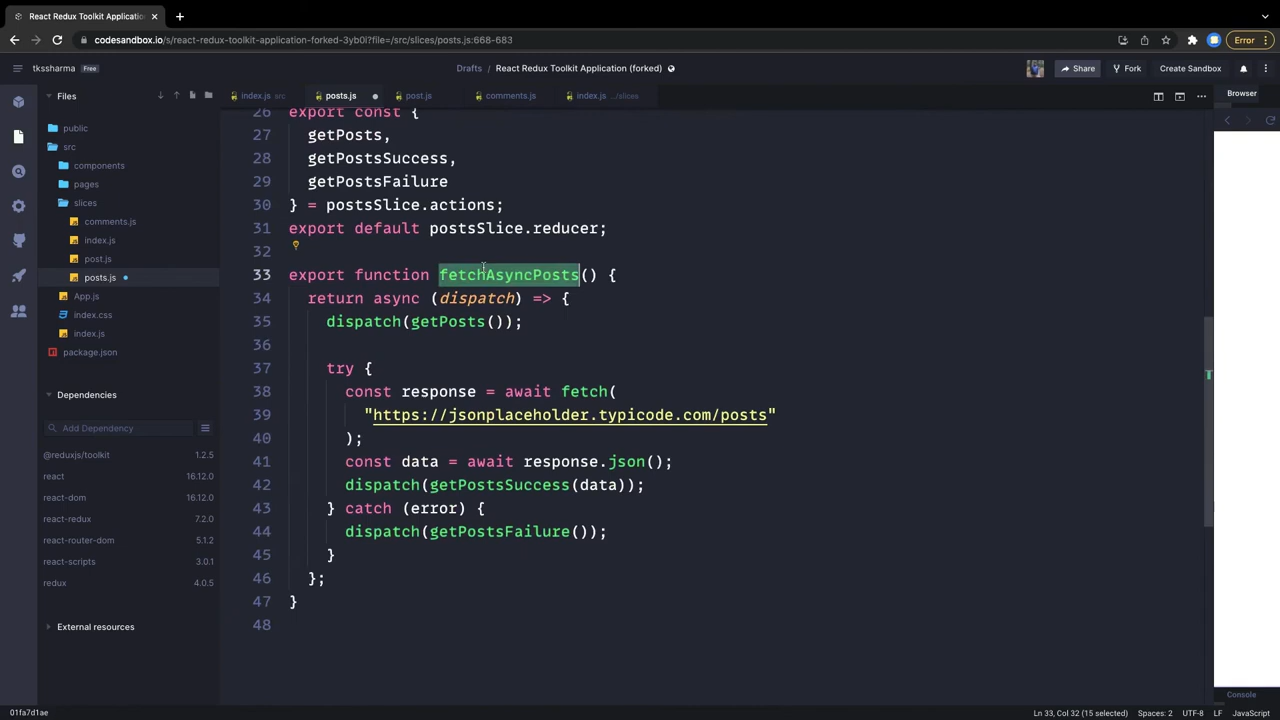 React Redux Toolkit Applicatio
codesandbox.io/s/react-redux-toolkit-application-forked-3yb0i?file=/src/slices/posts.js:668-683
Error
tkssharma Free
Drafts / React Redux Toolkit Application (forked)
Share
Fork
Create Sandbox
Files
index.js
posts.js
post.js
comments.js
index.js .../slices
Browser
public
src
components
pages
slices
comments.js
index.js
post.js
posts.js
App.js
index.css
index.js
package.json
Dependencies
Add Dependency
@reduxjs/toolkit 1.2.5
react 16.12.0
react-dom 16.12.0
react-redux 7.2.0
react-router-dom 5.1.2
react-scripts 3.0.1
redux 4.0.5
External resources
26 export const {
27 getPosts,
28 getPostsSuccess,
29 getPostsFailure
30 } = postsSlice.actions;
31 export default postsSlice.reducer;
32
33 export function fetchAsyncPosts() {
34 return async (dispatch) => {
35 dispatch(getPosts());
36
37 try {
38 const response = await fetch(
39 "https://jsonplaceholder.typicode.com/posts"
40 );
41 const data = await response.json();
42 dispatch(getPostsSuccess(data));
43 } catch (error) {
44 dispatch(getPostsFailure());
45 }
46 };
47 }
48
Console
01fa7d1ae
Ln 33, Col 32 (15 selected) Spaces: 2 UTF-8 LF JavaScript